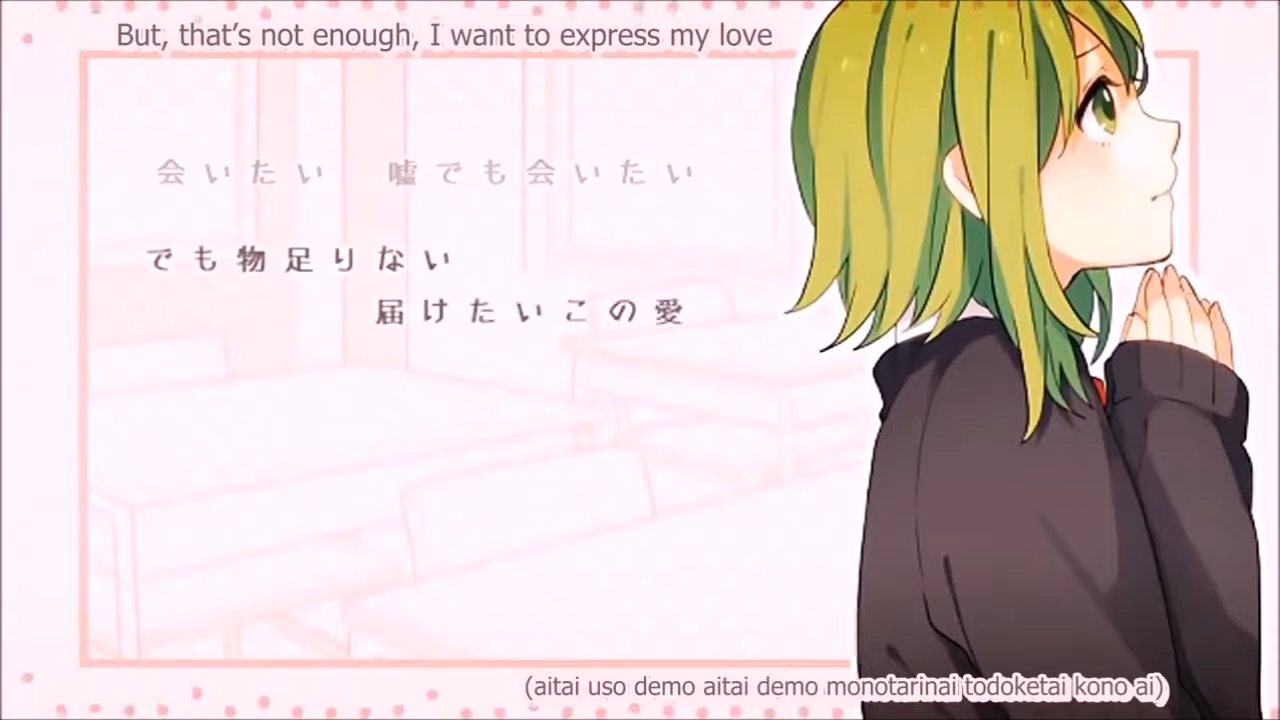 But, that's not enough, I want to express my love
会いたい 嘘でも会いたい
でも物足りない
届けたいこの愛
(aitai uso demo aitai demo monotarinai todoketai kono ai)